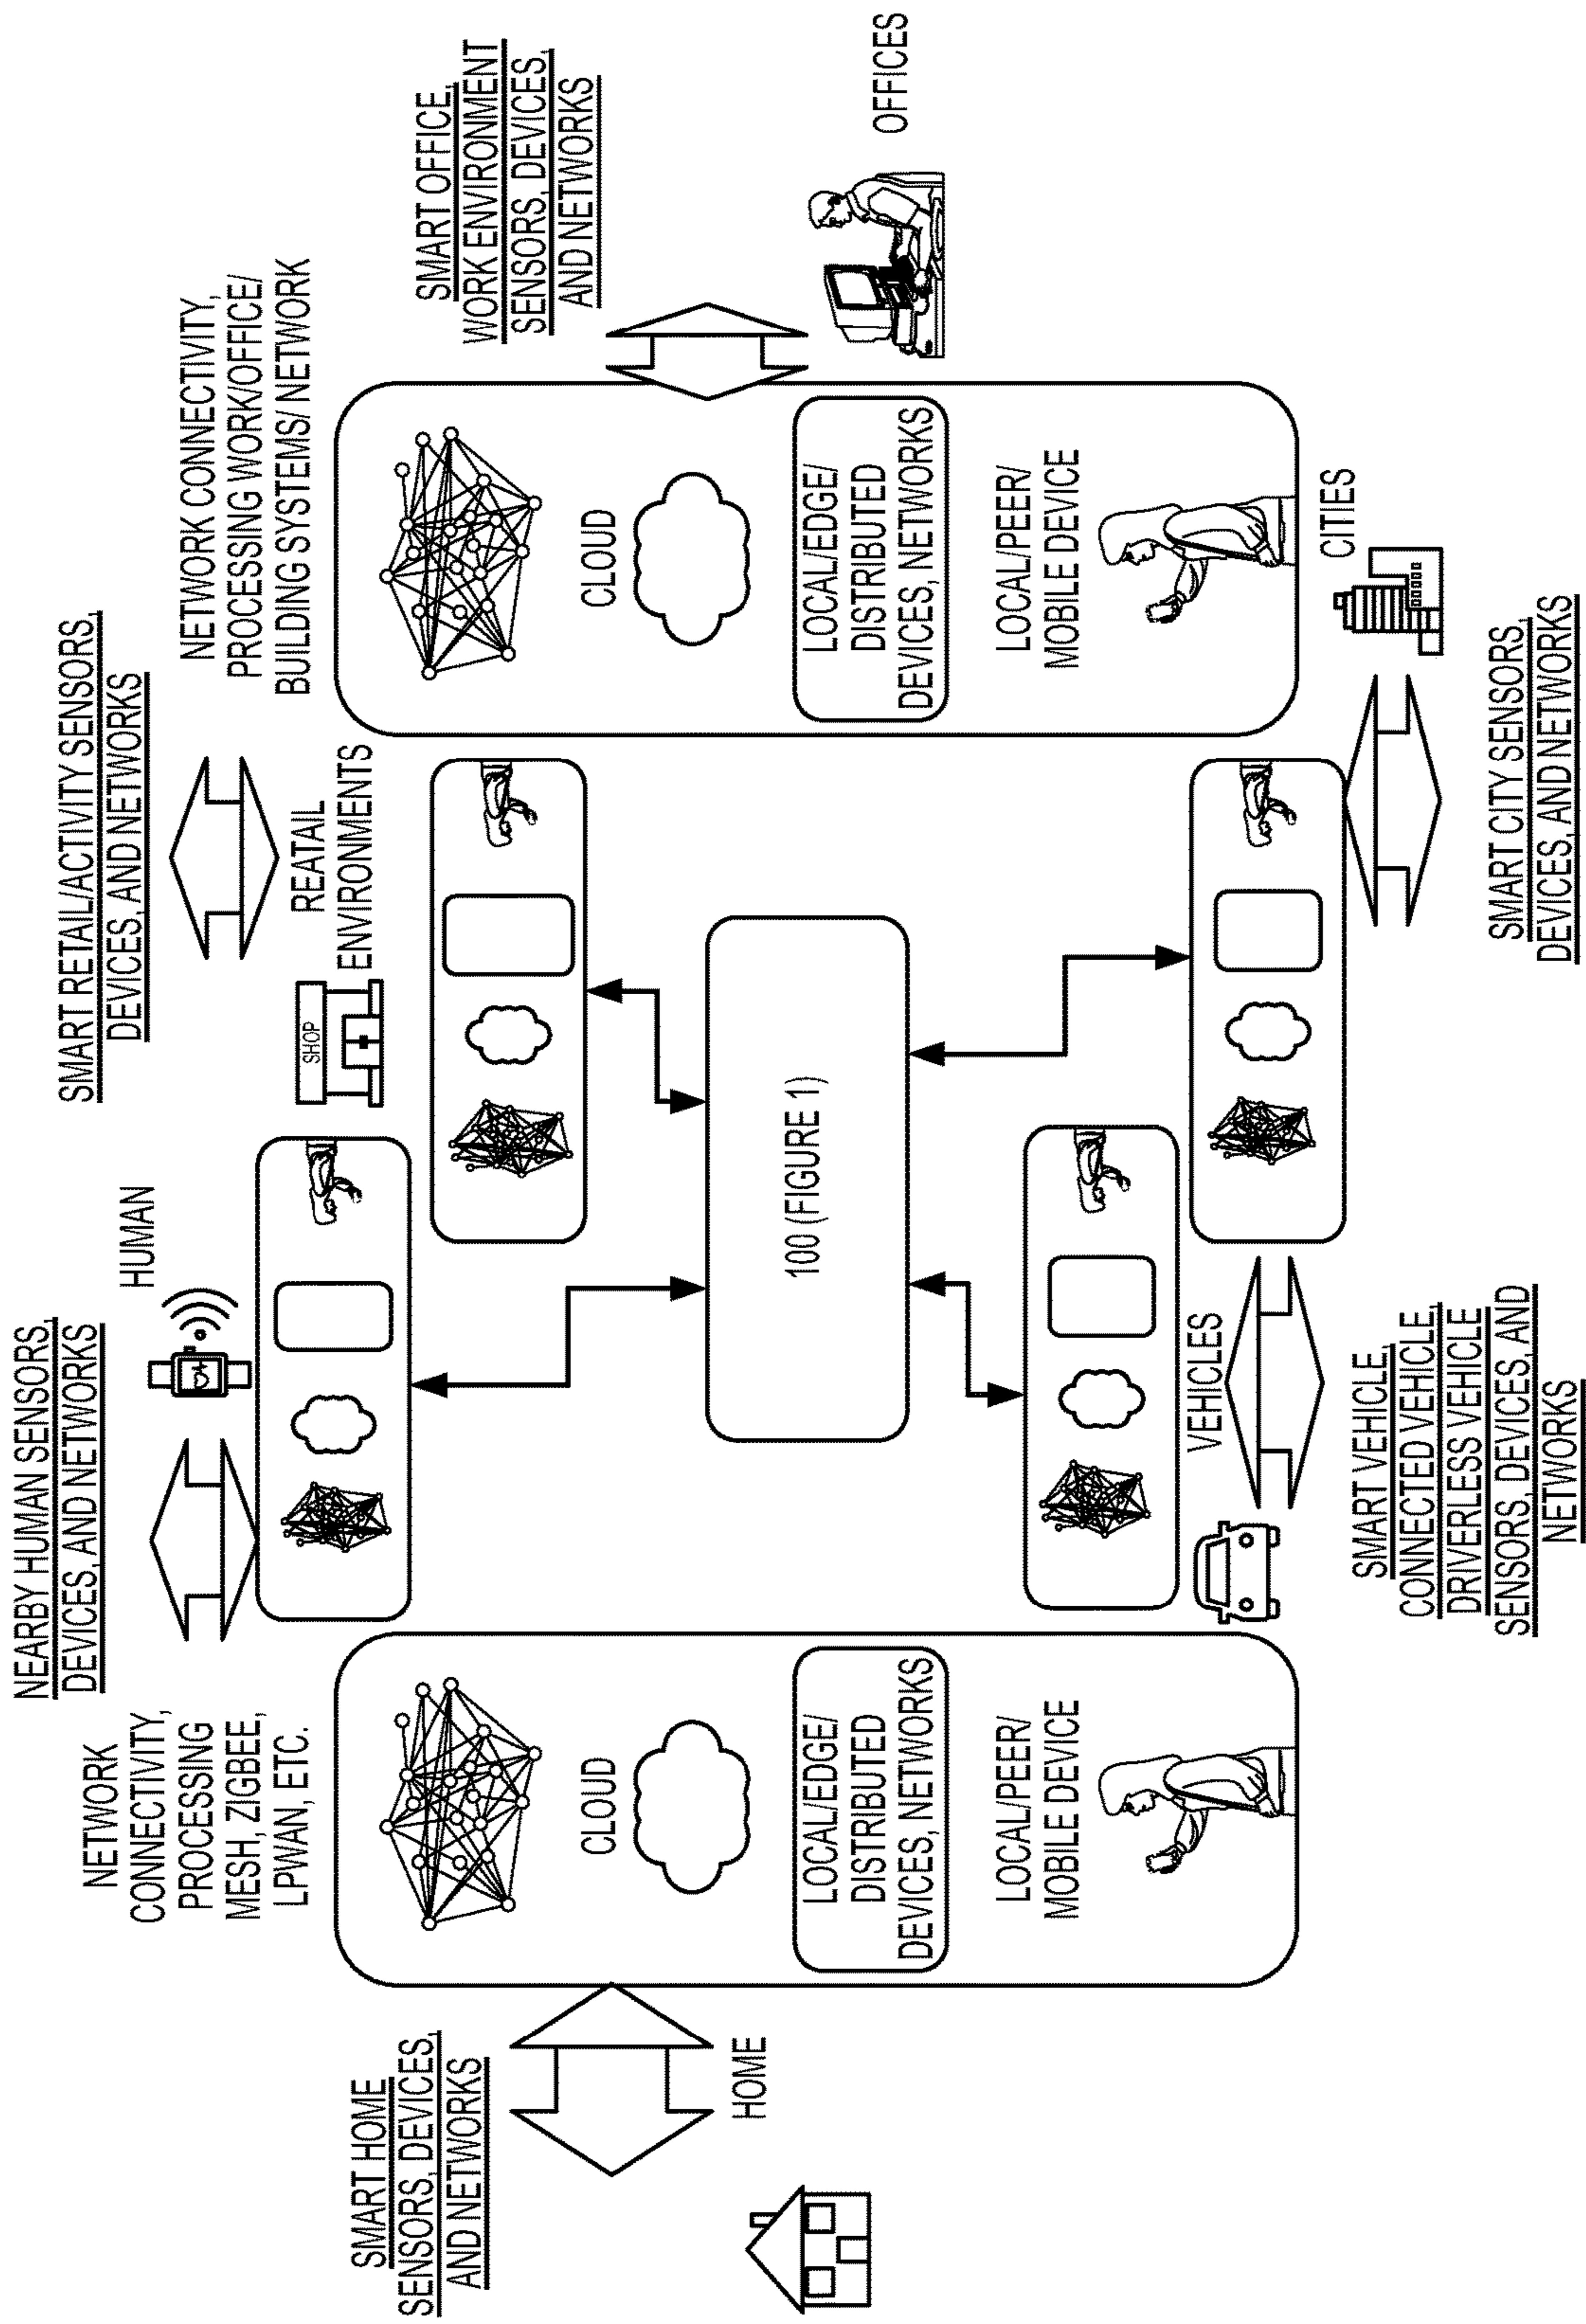 SMART HOME
SENSORS, DEVICES,
AND NETWORKS
HOME
NETWORK
CONNECTIVITY,
PROCESSING
MESH, ZIGBEE,
LPWAN, ETC.
CLOUD
LOCAL/EDGE/
DISTRIBUTED
DEVICES, NETWORKS
LOCAL/PEER/
MOBILE DEVICE
NEARBY HUMAN SENSORS,
DEVICES, AND NETWORKS
HUMAN
SMART RETAIL/ACTIVITY SENSORS,
DEVICES, AND NETWORKS
REATAIL
ENVIRONMENTS
SHOP
100 (FIGURE 1)
VEHICLES
SMART VEHICLE,
CONNECTED VEHICLE,
DRIVERLESS VEHICLE
SENSORS, DEVICES, AND
NETWORKS
SMART CITY SENSORS,
DEVICES, AND NETWORKS
CITIES
NETWORK CONNECTIVITY,
PROCESSING WORK/OFFICE/
BUILDING SYSTEMS/ NETWORK
CLOUD
LOCAL/EDGE/
DISTRIBUTED
DEVICES, NETWORKS
LOCAL/PEER/
MOBILE DEVICE
SMART OFFICE,
WORK ENVIRONMENT
SENSORS, DEVICES,
AND NETWORKS
OFFICES